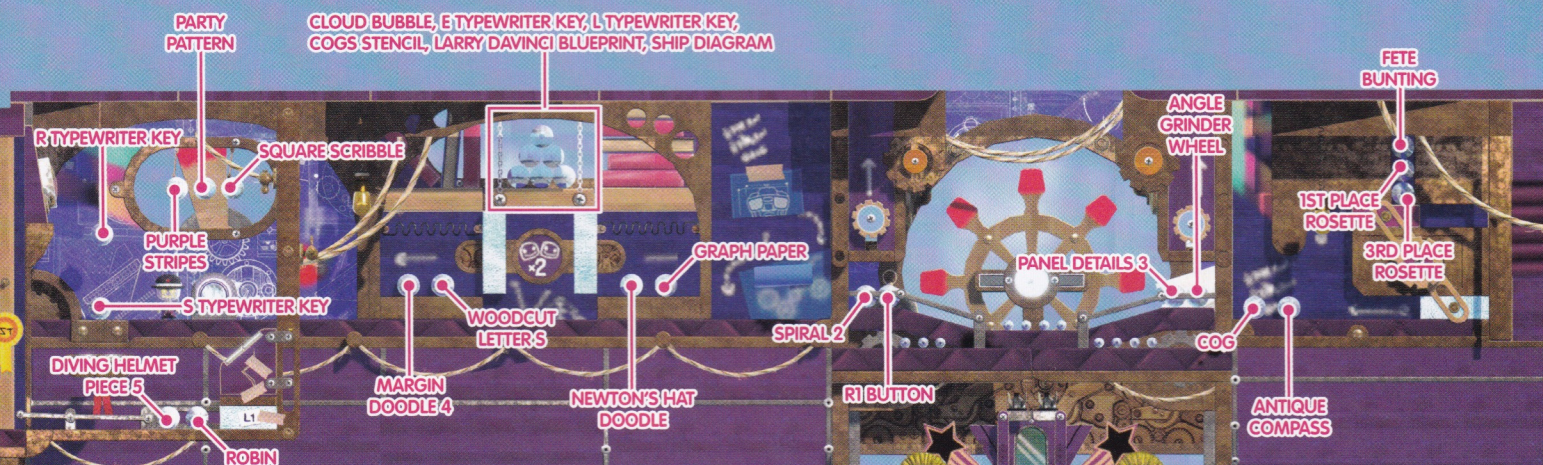 PARTY
PATTERN
CLOUD BUBBLE, E TYPEWRITER KEY, L TYPEWRITER KEY,
COGS STENCIL, LARRY DAVINCI BLUEPRINT, SHIP DIAGRAM
FETE
BUNTING
ANGLE
GRINDER
WHEEL
R TYPEWRITER KEY
SQUARE SCRIBBLE
PURPLE
STRIPES
1ST PLACE
ROSETTE
3RD PLACE
ROSETTE
×2
GRAPH PAPER
PANEL DETAILS 3
S TYPEWRITER KEY
WOODCUT
LETTER S
SPIRAL 2
COG
DIVING HELMET
PIECE 5
MARGIN
DOODLE 4
NEWTON'S HAT
DOODLE
R1 BUTTON
ANTIQUE
COMPASS
L1
ROBIN